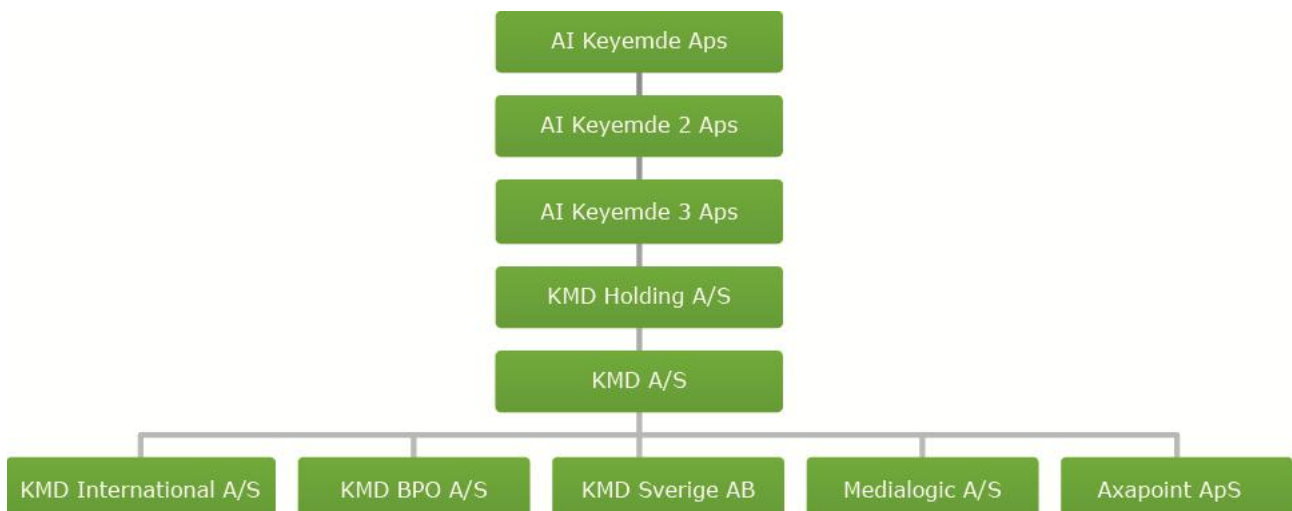 AI Keyemde Aps
AI Keyemde 2 Aps
AI Keyemde 3 Aps
KMD Holding A/S
KMD A/S
KMD International A/S
KMD BPO A/S
KMD Sverige AB
Medialogic A/S
Axapoint ApS